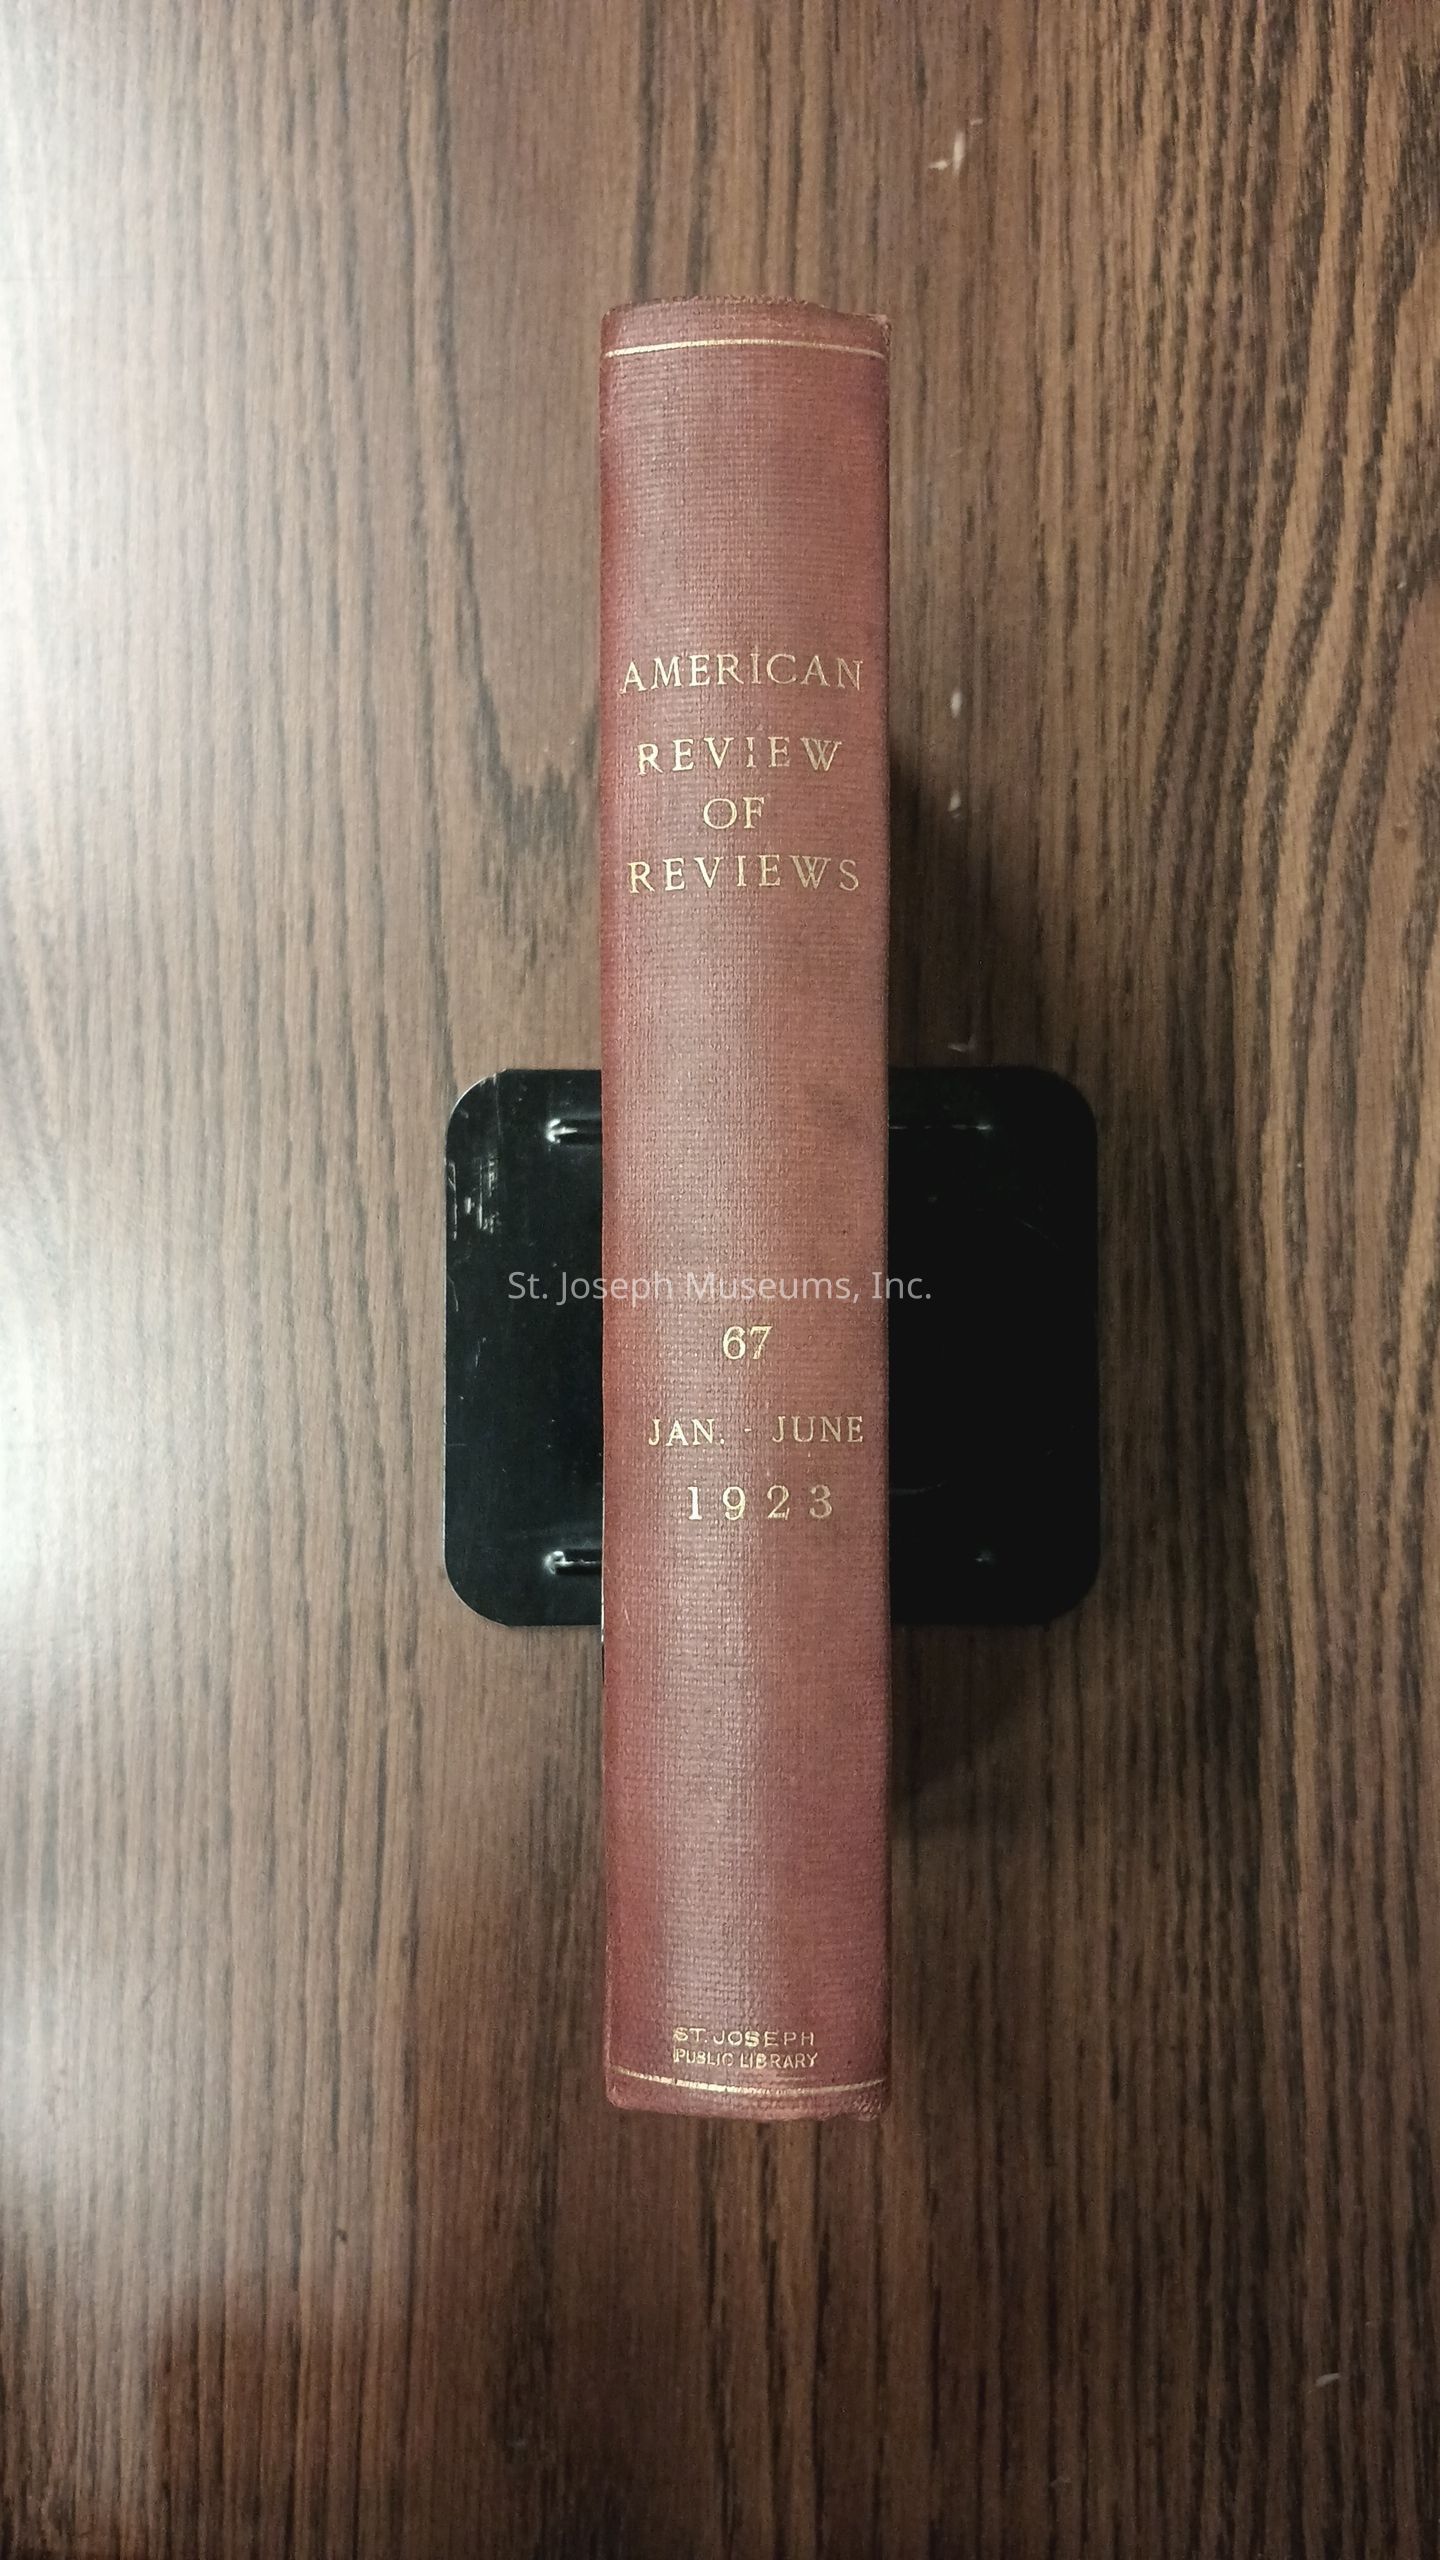 AMERICAN
REVIEW
OF
REVIEWS
St. Joseph Museums, Inc.
67
JAN. - JUNE
1923
ST. JOSEPH
PUBLIC LIBRARY